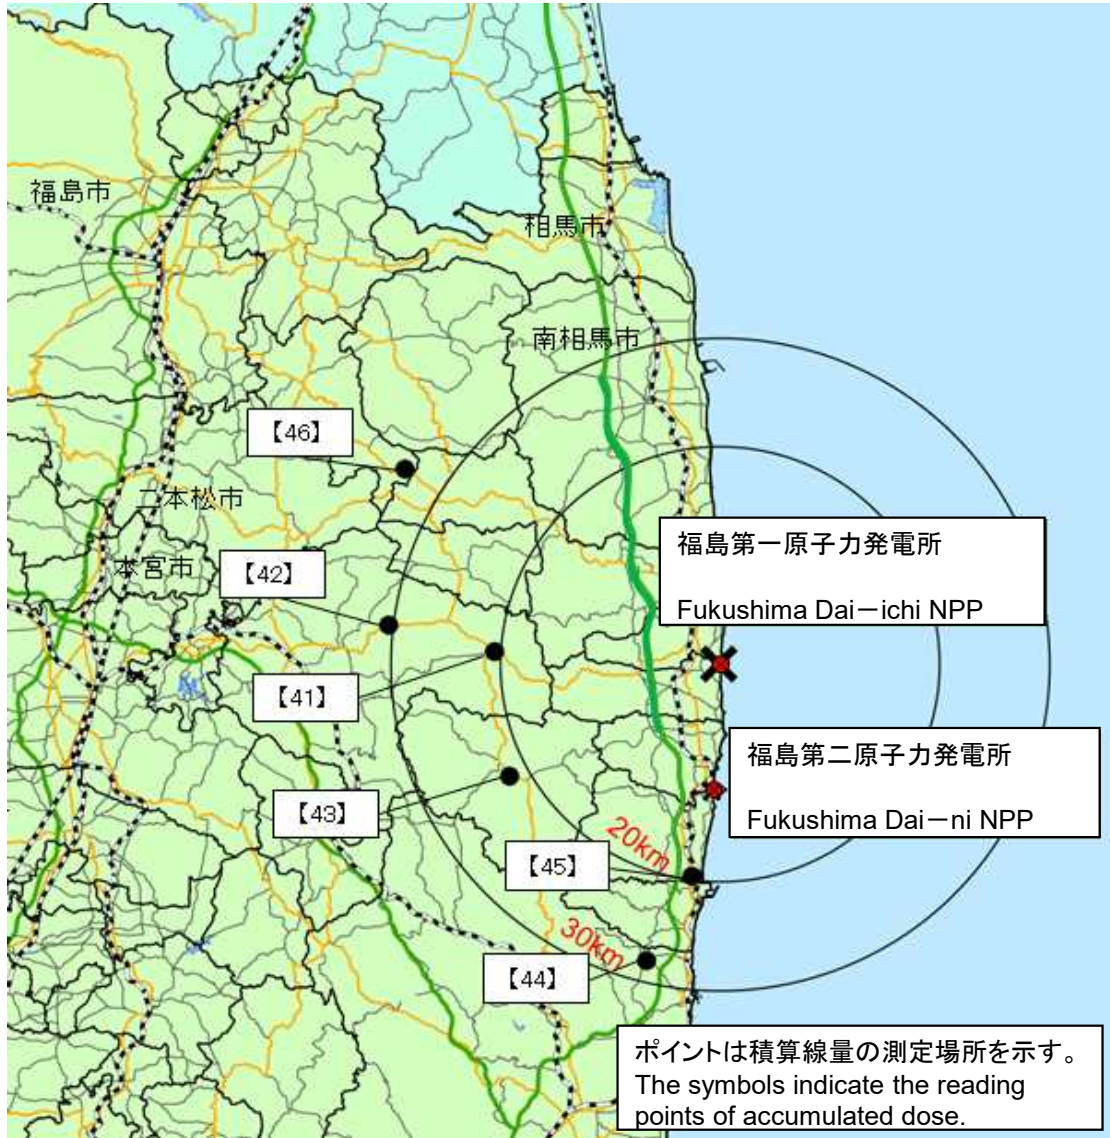 福島市
相馬市
南相馬市
【46】
二本松市
本宮市
【42】
福島第一原子力発電所
Fukushima Dai－ichi NPP
【41】
福島第二原子力発電所
Fukushima Dai－ni NPP
【43】
20km
【45】
30km
【44】
ポイントは積算線量の測定場所を示す。
The symbols indicate the reading
points of accumulated dose.